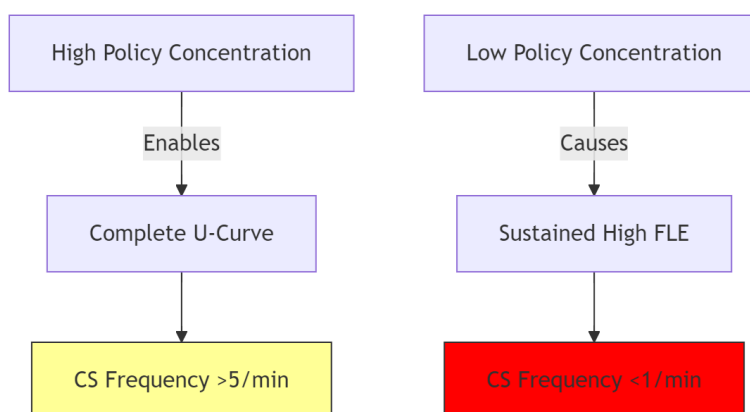 High Policy Concentration
Enables
Complete U-Curve
CS Frequency >5/min
Low Policy Concentration
Causes
Sustained High FLE
CS Frequency <1/min